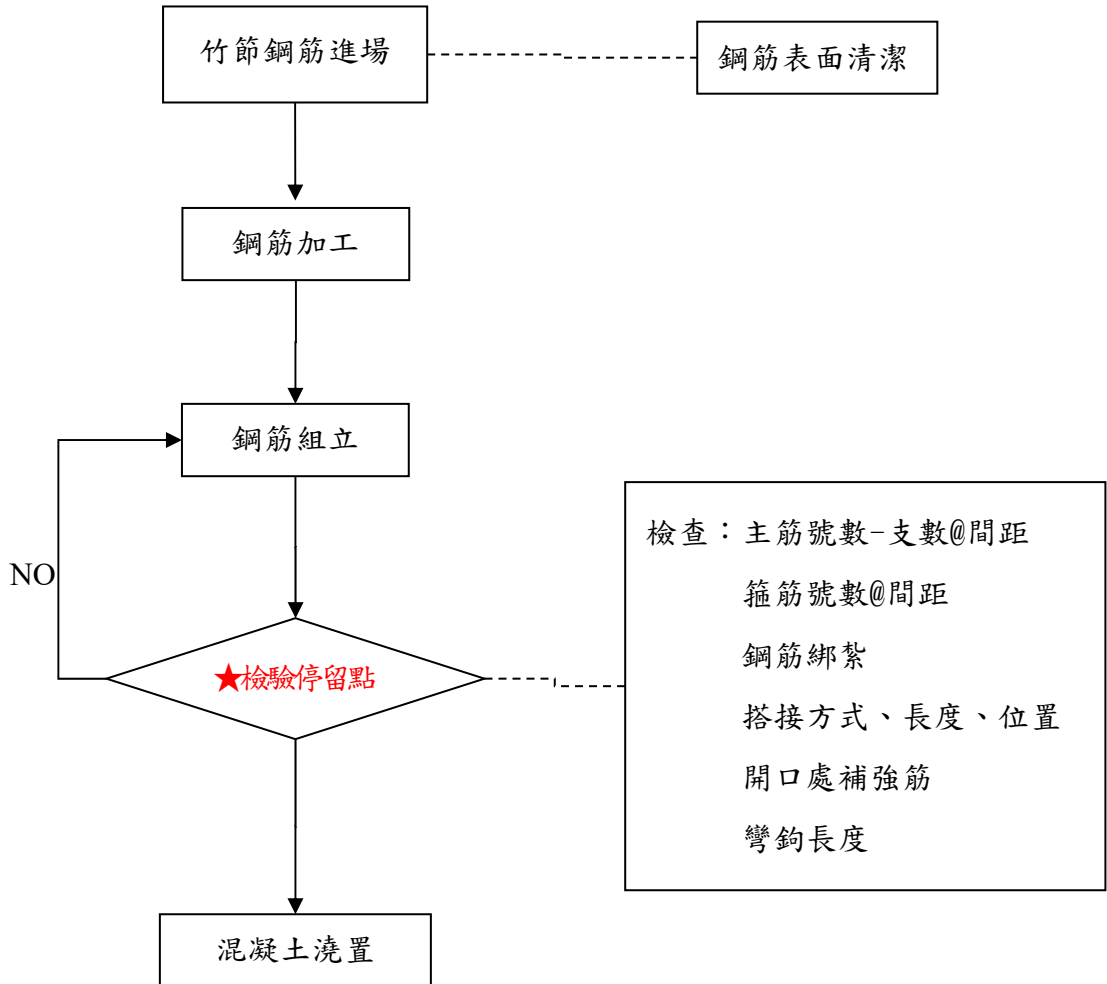 竹節鋼筋進場
鋼筋表面清潔
鋼筋加工
鋼筋組立
NO
★檢驗停留點
檢查：主筋號數-支數@間距
箍筋號數@間距
鋼筋綁紮
搭接方式、長度、位置
開口處補強筋
彎鉤長度
混凝土澆置